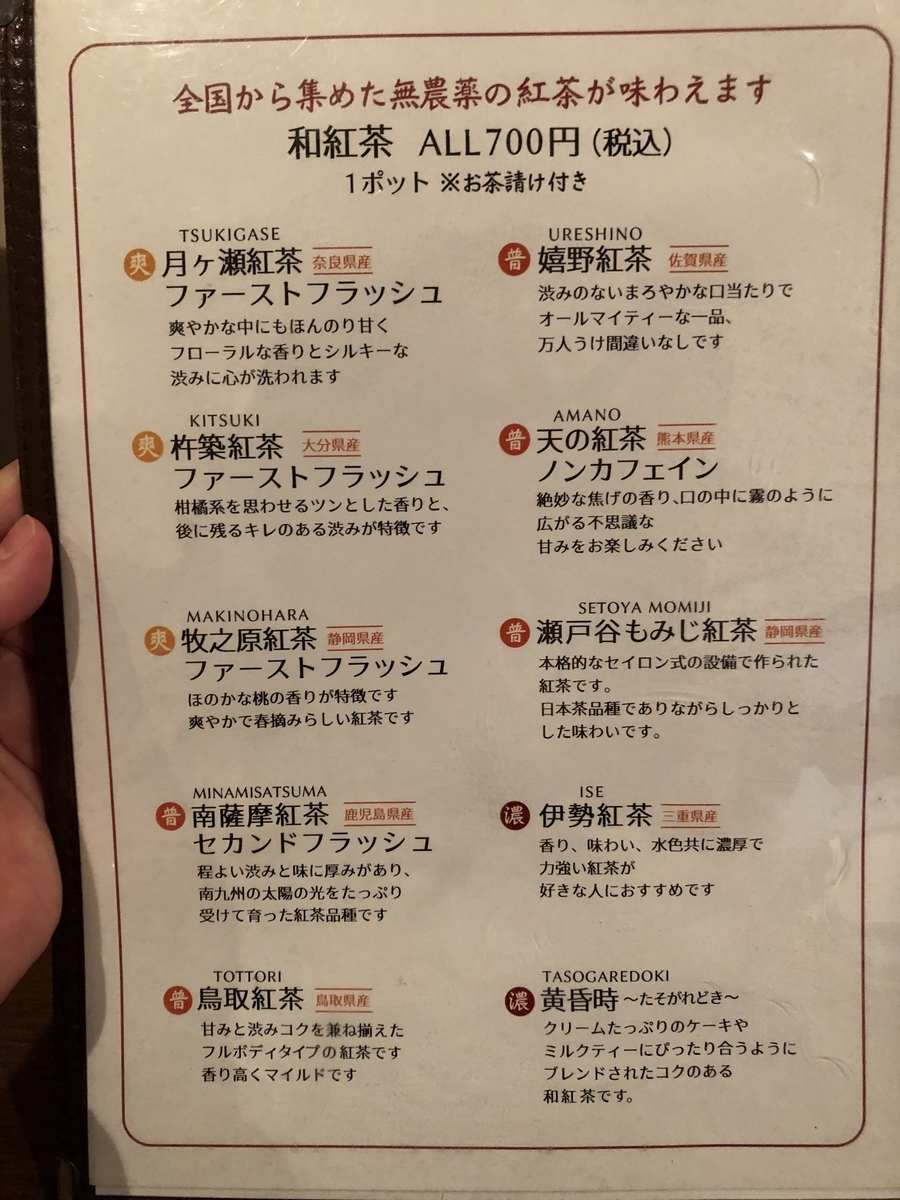 全国から集めた無農薬の紅茶が味わえます
和紅茶 ALL700円(税込)
1ポット ※お茶請け付き
TSUKIGASE
爽 月ヶ瀬紅茶 奈良県産
ファーストフラッシュ
爽やかな中にもほんのり甘く
フローラルな香りとシルキーな
渋みに心が洗われます
KITSUKI
爽 杵築紅茶 大分県産
ファーストフラッシュ
柑橘系を思わせるツンとした香りと、
後に残るキレのある渋みが特徴です
MAKINOHARA
爽 牧之原紅茶 静岡県産
ファーストフラッシュ
ほのかな桃の香りが特徴です
爽やかで春摘みらしい紅茶です
MINAMISATSUMA
普 南薩摩紅茶 鹿児島県産
セカンドフラッシュ
程よい渋みと味に厚みがあり、
南九州の太陽の光をたっぷり
受けて育った紅茶品種です
TOTTORI
普 鳥取紅茶 鳥取県産
甘みと渋みコクを兼ね揃えた
フルボディタイプの紅茶です
香り高くマイルドです
URESHINO
普 嬉野紅茶 佐賀県産
渋みのないまろやかな口当たりで
オールマイティーな一品、
万人うけ間違いなしです
AMANO
普 天の紅茶 熊本県産
ノンカフェイン
絶妙な焦げの香り、口の中に霧のように
広がる不思議な
甘みをお楽しみください
SETOYA MOMIJI
普 瀬戸谷もみじ紅茶 静岡県産
本格的なセイロン式の設備で作られた
紅茶です。
日本茶品種でありながらしっかりと
した味わいです。
ISE
濃 伊勢紅茶 三重県産
香り、味わい、水色共に濃厚で
力強い紅茶が
好きな人におすすめです
TASOGAREDOKI
濃 黄昏時 ～たそがれどき～
クリームたっぷりのケーキや
ミルクティーにぴったり合うように
ブレンドされたコクのある
和紅茶です。